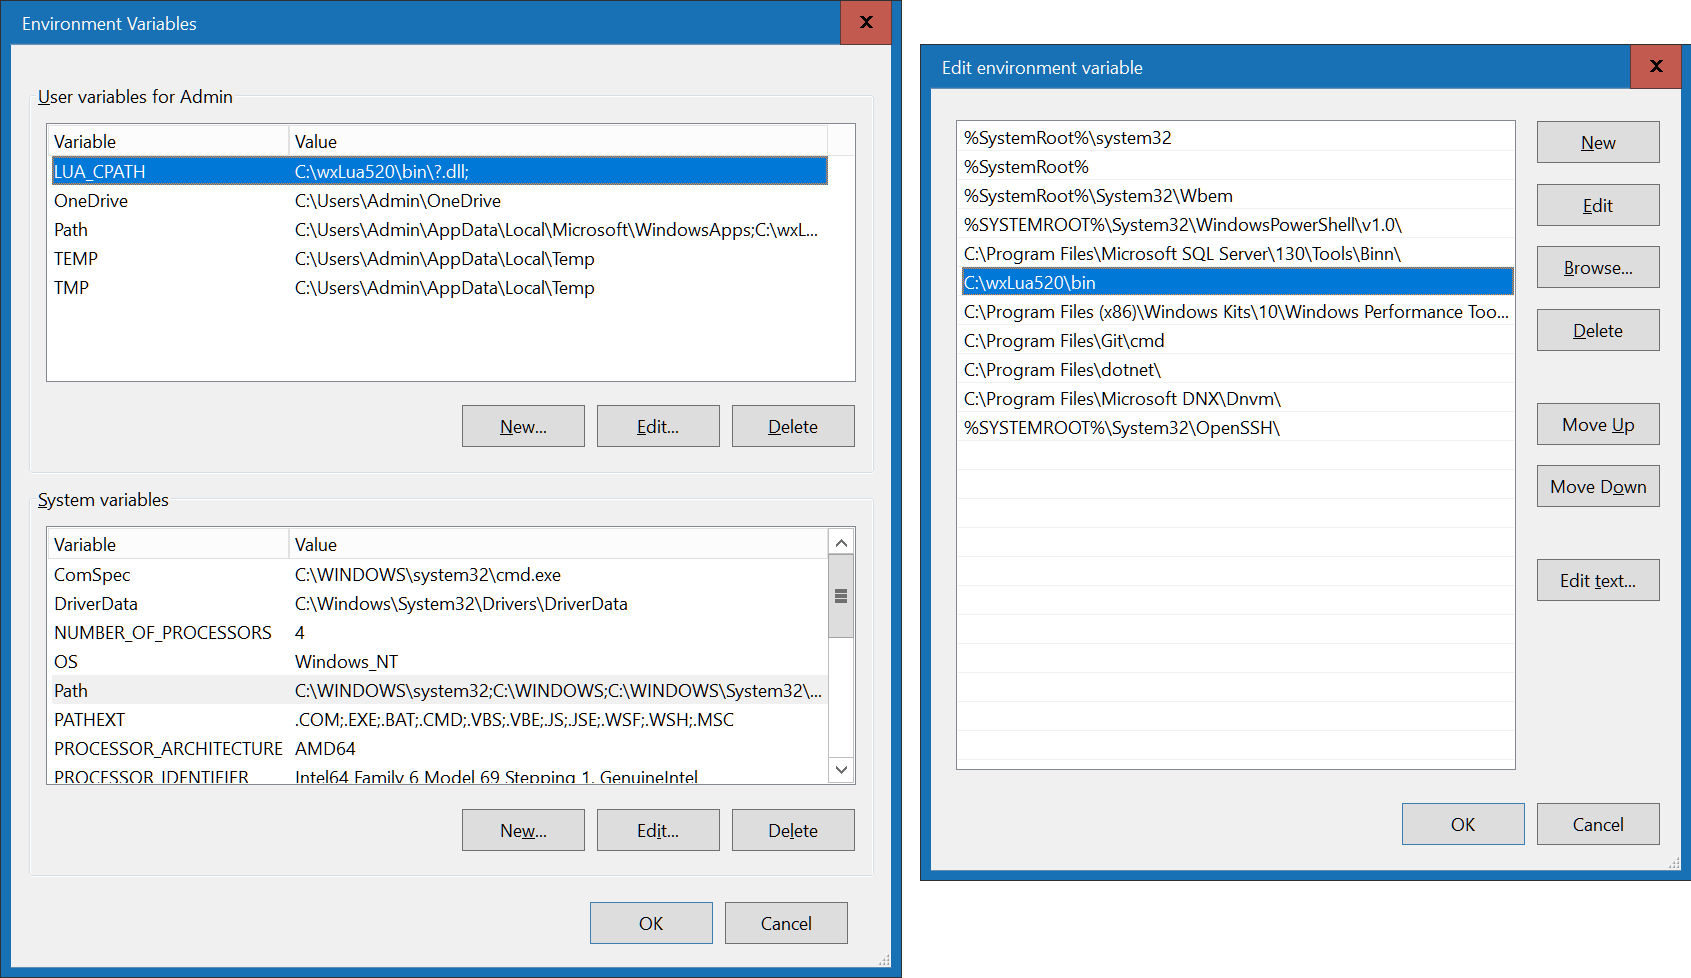 Environment Variables
X
User variables for Admin
Variable Value
LUA_CPATH C:\wxLua520\bin\?.dll;
OneDrive C:\Users\Admin\OneDrive
Path C:\Users\Admin\AppData\Local\Microsoft\WindowsApps;C:\wxL...
TEMP C:\Users\Admin\AppData\Local\Temp
TMP C:\Users\Admin\AppData\Local\Temp
New... Edit... Delete
System variables
Variable Value
ComSpec C:\WINDOWS\system32\cmd.exe
DriverData C:\Windows\System32\Drivers\DriverData
NUMBER_OF_PROCESSORS 4
OS Windows_NT
Path C:\WINDOWS\system32;C:\WINDOWS;C:\WINDOWS\System32\...
PATHEXT .COM;.EXE;.BAT;.CMD;.VBS;.VBE;.JS;.JSE;.WSF;.WSH;.MSC
PROCESSOR_ARCHITECTURE AMD64
PROCESSOR_IDENTIFIER Intel64 Family 6 Model 69 Stepping 1, GenuineIntel
New... Edit... Delete
OK Cancel
Edit environment variable
X
%SystemRoot%\system32
%SystemRoot%
%SystemRoot%\System32\Wbem
%SYSTEMROOT%\System32\WindowsPowerShell\v1.0\
C:\Program Files\Microsoft SQL Server\130\Tools\Binn\
C:\wxLua520\bin
C:\Program Files (x86)\Windows Kits\10\Windows Performance Too...
C:\Program Files\Git\cmd
C:\Program Files\dotnet\
C:\Program Files\Microsoft DNX\Dnvm\
%SYSTEMROOT%\System32\OpenSSH\
New
Edit
Browse...
Delete
Move Up
Move Down
Edit text...
OK Cancel